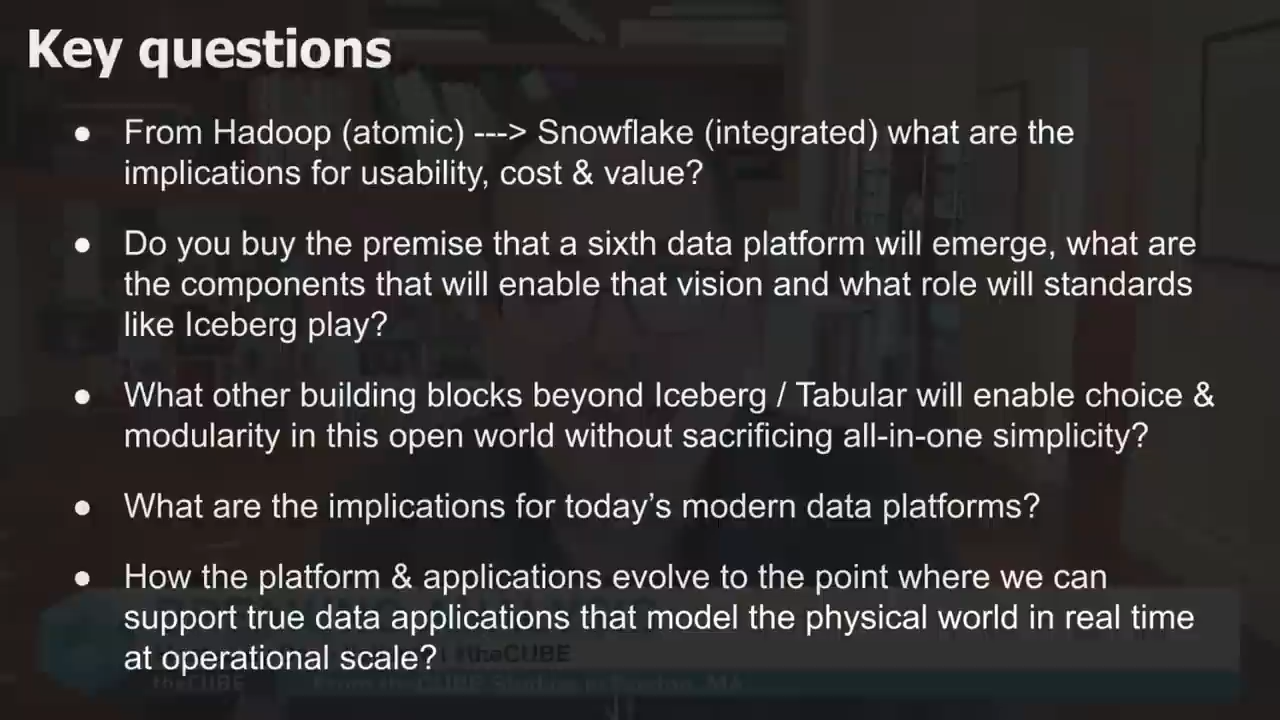 Key questions
● From Hadoop (atomic) ---> Snowflake (integrated) what are the
implications for usability, cost & value?
● Do you buy the premise that a sixth data platform will emerge, what are
the components that will enable that vision and what role will standards
like Iceberg play?
● What other building blocks beyond Iceberg / Tabular will enable choice &
modularity in this open world without sacrificing all-in-one simplicity?
● What are the implications for today’s modern data platforms?
● How the platform & applications evolve to the point where we can
support true data applications that model the physical world in real time
at operational scale?
#theCUBE
theCUBE